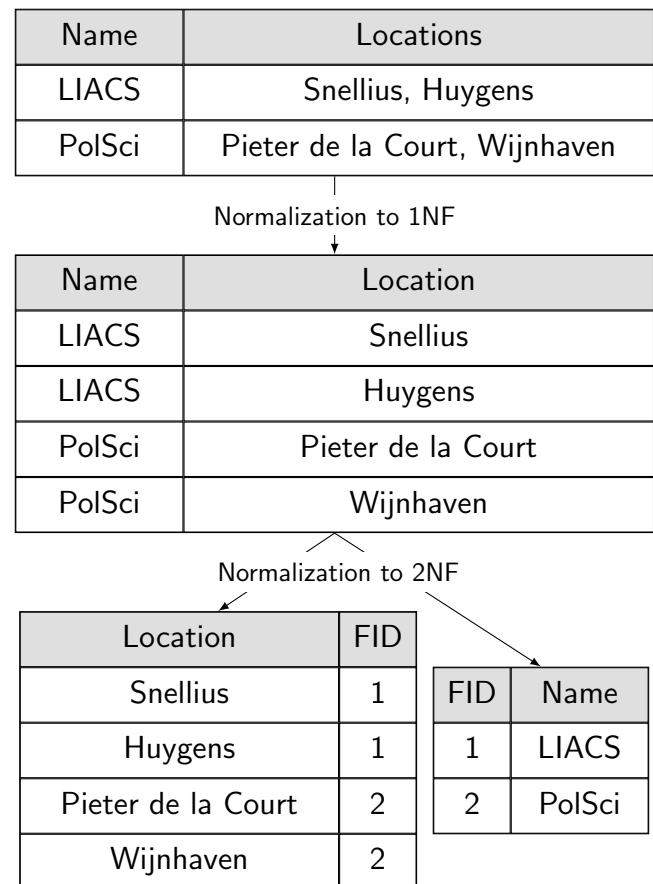 Name Locations
LIACS Snellius, Huygens
PolSci Pieter de la Court, Wijnhaven
Normalization to 1NF
Name Location
LIACS Snellius
LIACS Huygens
PolSci Pieter de la Court
PolSci Wijnhaven
Normalization to 2NF
Location FID
Snellius 1
Huygens 1
Pieter de la Court 2
Wijnhaven 2
FID Name
1 LIACS
2 PolSci